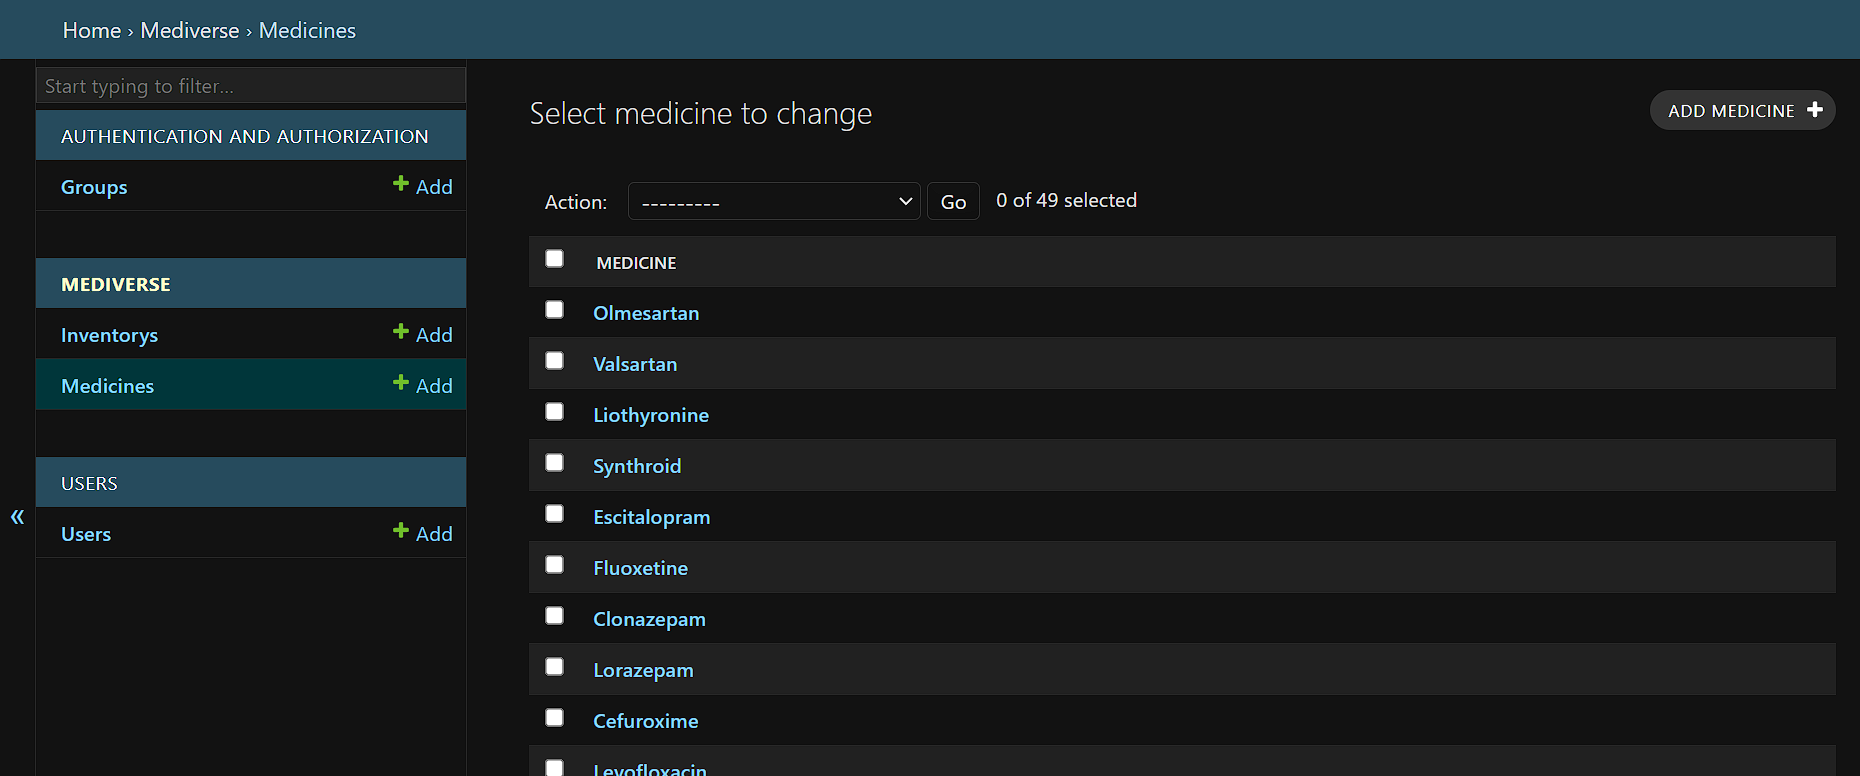 Home › Mediverse › Medicines
Start typing to filter...
AUTHENTICATION AND AUTHORIZATION
Groups
+ Add
MEDIVERSE
Inventorys
+ Add
Medicines
+ Add
USERS
Users
+ Add
«
Select medicine to change
ADD MEDICINE +
Action: --------- Go 0 of 49 selected
MEDICINE
Olmesartan
Valsartan
Liothyronine
Synthroid
Escitalopram
Fluoxetine
Clonazepam
Lorazepam
Cefuroxime
Levofloxacin